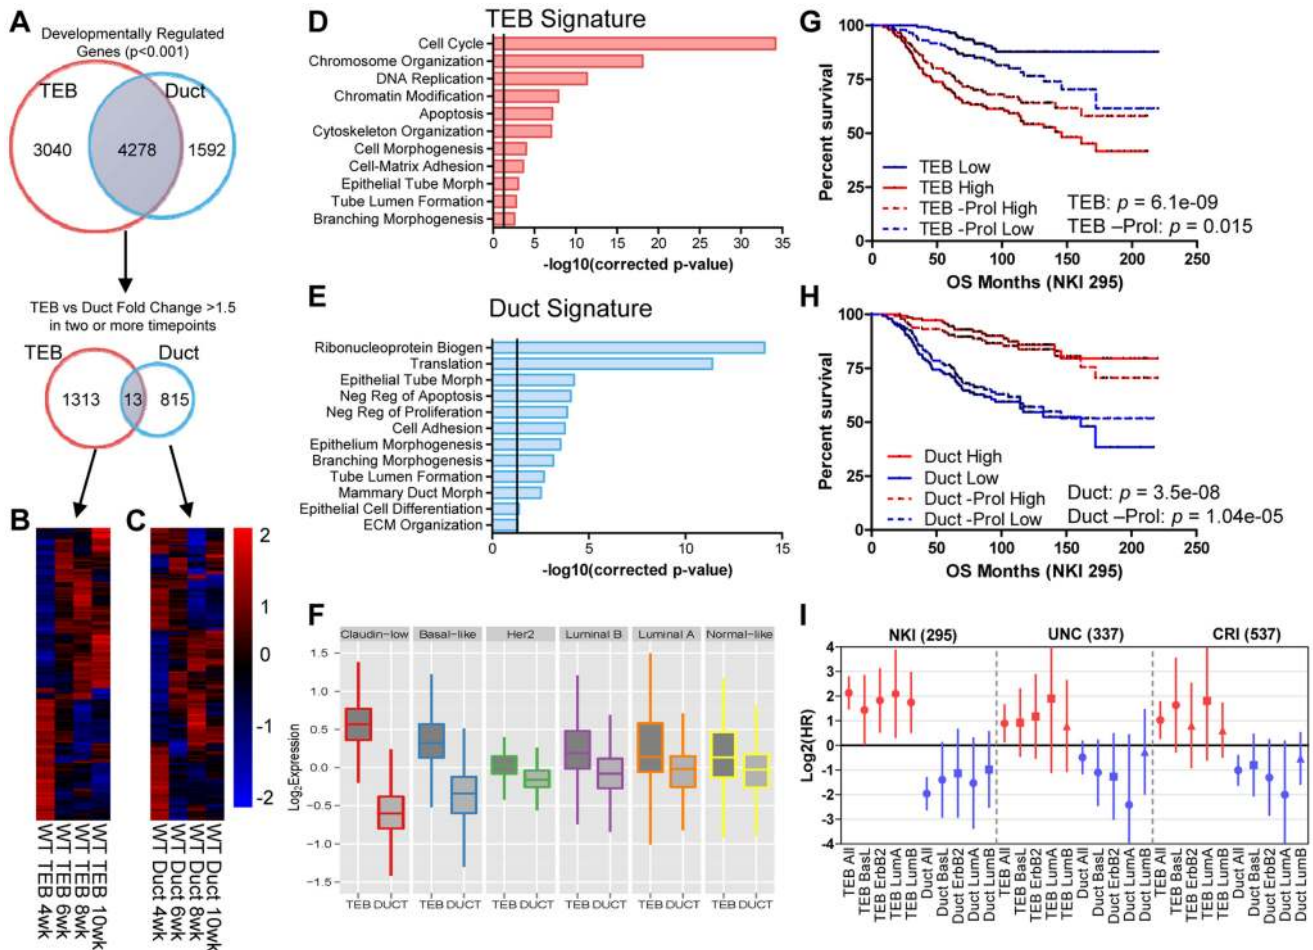 A
Developmentally Regulated
Genes (p<0.001)
TEB
Duct
3040
4278
1592
TEB vs Duct Fold Change >1.5
in two or more timepoints
TEB
Duct
1313
13
815
B
C
2
1
0
-1
-2
WT TEB 4wk
WT TEB 6wk
WT TEB 8wk
WT TEB 10wk
WT Duct 4wk
WT Duct 6wk
WT Duct 8wk
WT Duct 10wk
D
TEB Signature
Cell Cycle
Chromosome Organization
DNA Replication
Chromatin Modification
Apoptosis
Cytoskeleton Organization
Cell Morphogenesis
Cell-Matrix Adhesion
Epithelial Tube Morph
Tube Lumen Formation
Branching Morphogenesis
0 5 10 15 20 25 30 35
-log10(corrected p-value)
E
Duct Signature
Ribonucleoprotein Biogen
Translation
Epithelial Tube Morph
Neg Reg of Apoptosis
Neg Reg of Proliferation
Cell Adhesion
Epithelium Morphogenesis
Branching Morphogenesis
Tube Lumen Formation
Mammary Duct Morph
Epithelial Cell Differentiation
ECM Organization
0 5 10 15
-log10(corrected p-value)
F
Claudin-low Basal-like Her2 Luminal B Luminal A Normal-like
Log2Expression
1.5
1.0
0.5
0.0
-0.5
-1.0
-1.5
TEB DUCT TEB DUCT TEB DUCT TEB DUCT TEB DUCT TEB DUCT
G
Percent survival
100
75
50
25
0
TEB Low
TEB High
TEB -Prol High
TEB -Prol Low
TEB: p = 6.1e-09
TEB –Prol: p = 0.015
0 50 100 150 200 250
OS Months (NKI 295)
H
Percent survival
100
75
50
25
0
Duct High
Duct Low
Duct -Prol High
Duct -Prol Low
Duct: p = 3.5e-08
Duct –Prol: p = 1.04e-05
0 50 100 150 200 250
OS Months (NKI 295)
I
NKI (295) UNC (337) CRI (537)
Log2(HR)
4
3
2
1
0
-1
-2
-3
-4
TEB All
TEB BasL
TEB ErbB2
TEB LumA
TEB LumB
Duct All
Duct BasL
Duct ErbB2
Duct LumA
Duct LumB
TEB All
TEB BasL
TEB ErbB2
TEB LumA
TEB LumB
Duct All
Duct BasL
Duct ErbB2
Duct LumA
Duct LumB
TEB All
TEB BasL
TEB ErbB2
TEB LumA
TEB LumB
Duct All
Duct BasL
Duct ErbB2
Duct LumA
Duct LumB